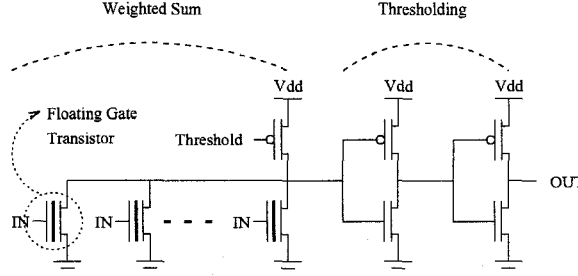 Weighted Sum
Thresholding
Vdd
Vdd
Vdd
Floating Gate
Transistor
Threshold
OUT
IN
IN
IN